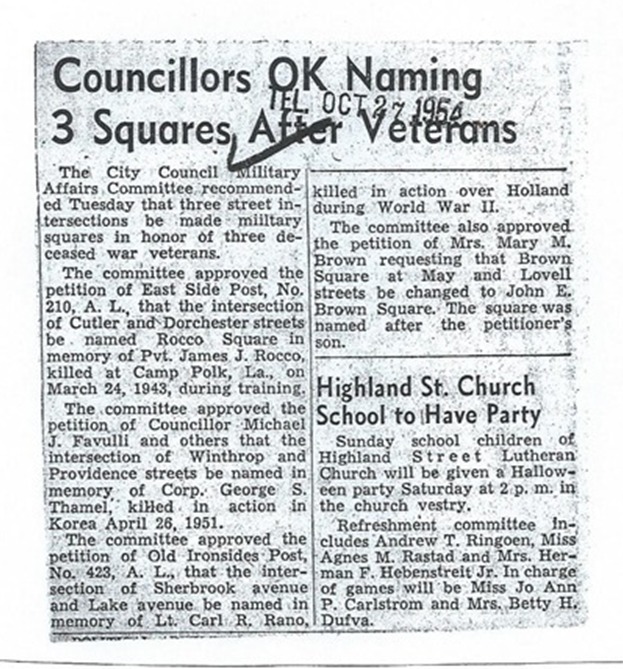 Councillors OK Naming
3 Squares After Veterans
TEL. OCT 27 1954
The City Council Military
Affairs Committee recommend-
ed Tuesday that three street in-
tersections be made miiltary
squares in honor of three de-
ceased war veterans.
The committee approved the
petition of East Side Post, No.
210, A. L., that the intersection
of Cutler and Dorchester streets
be named Rocco Square in
memory of Pvt. James J. Rocco,
killed at Camp Polk, La., on
March 24, 1943, during training.
The committee approved the
petition of Councillor Michael
J. Favulli and others that the
intersection of Winthrop and
Providence streets be named in
memory of Corp. George S.
Thamel, killed in action in
Korea April 26, 1951.
The committee approved the
petition of Old Ironsides Post,
No. 423, A. L., that the inter-
section of Sherbrook avenue
and Lake avenue be named in
memory of Lt. Carl R. Rano,
killed in action over Holland
during World War II.
The committee also approved
the petition of Mrs. Mary M.
Brown requesting that Brown
Square at May and Lovell
streets be changed to John E.
Brown Square. The square was
named after the petitioner's
son.
Highland St. Church
School to Have Party
Sunday school children of
Highland Street Lutheran
Church will be given a Hallow-
een party Saturday at 2 p. m. in
the church vestry.
Refreshment committee in-
cludes Andrew T. Ringoen, Miss
Agnes M. Rastad and Mrs. Her-
man F. Hebenstreit Jr. In charge
of games will be Miss Jo Ann
P. Carlstrom and Mrs. Betty H.
Dufva.